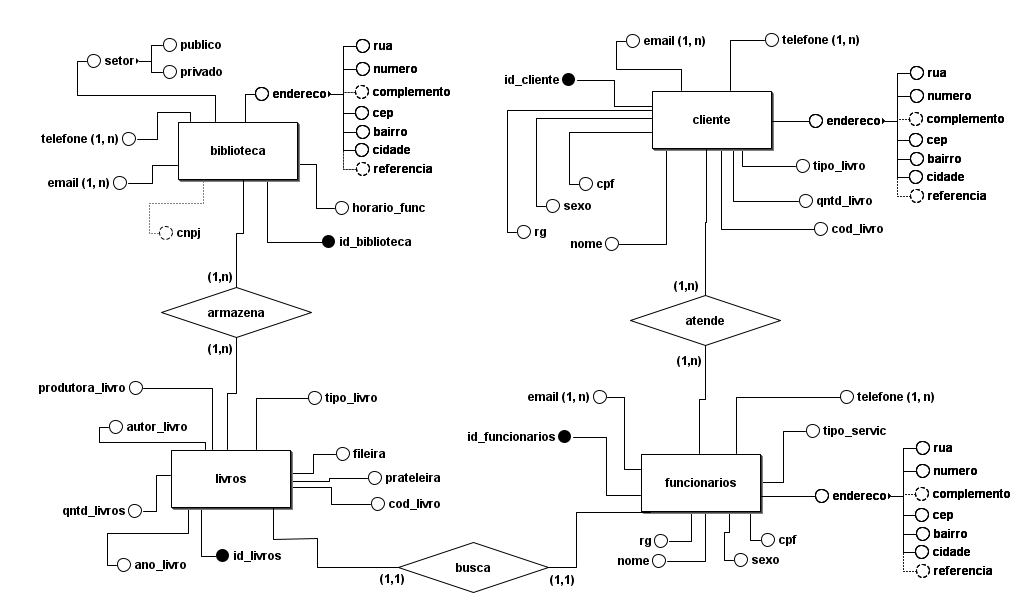 publico
setor
privado
rua
numero
endereco
complemento
cep
bairro
cidade
referencia
telefone (1, n)
biblioteca
email (1, n)
horario_func
cnpj
id_biblioteca
(1,n)
armazena
(1,n)
email (1, n)
telefone (1, n)
id_cliente
rua
numero
cliente
endereco
complemento
cep
bairro
cidade
referencia
tipo_livro
cpf
qntd_livro
sexo
rg
cod_livro
nome
(1,n)
atende
(1,n)
produtora_livro
tipo_livro
autor_livro
fileira
livros
prateleira
cod_livro
qntd_livros
id_livros
ano_livro
(1,1)
busca
(1,1)
email (1, n)
telefone (1, n)
id_funcionarios
tipo_servic
rua
numero
funcionarios
endereco
complemento
cep
bairro
cidade
referencia
rg
cpf
nome
sexo